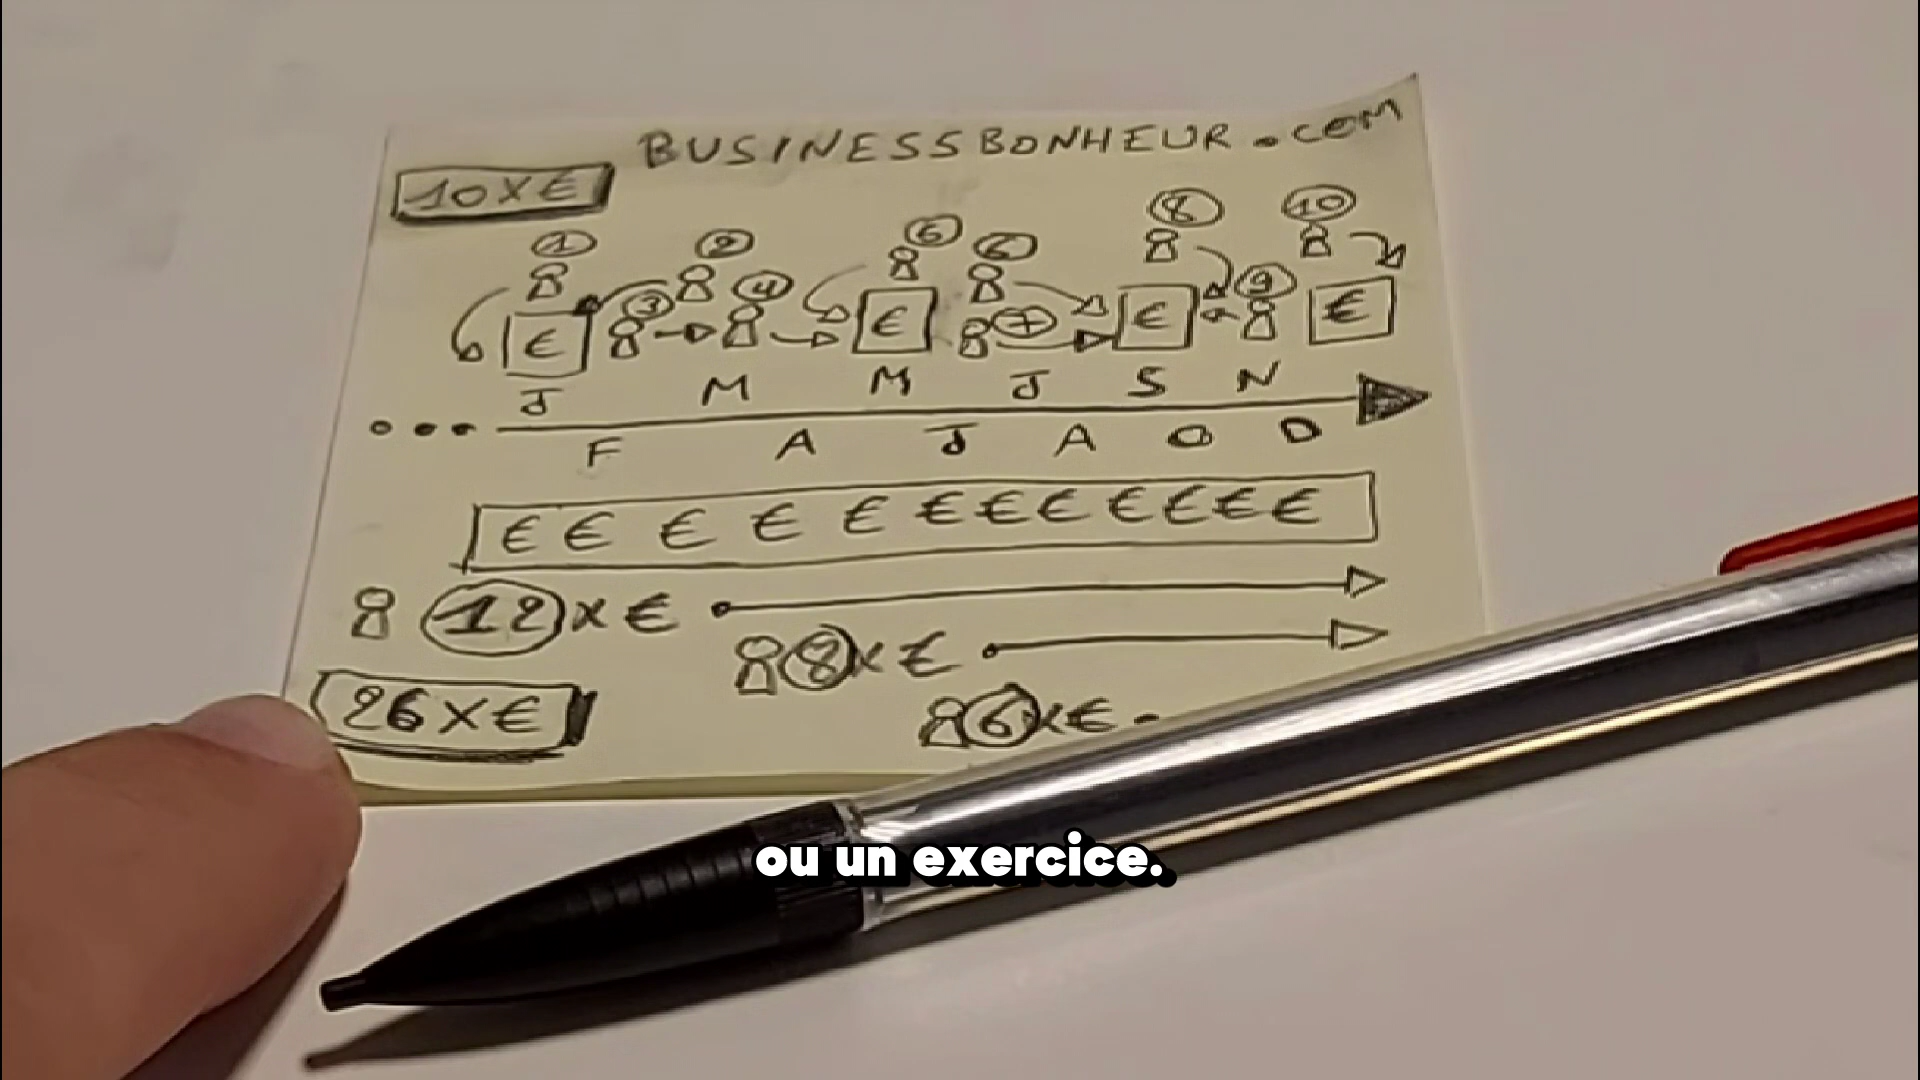 BUSINESSBONHEUR.COM
10X€
1 2 6 6 8 10
3 4 7 9
€ € € €
J M M J S N
F A J A O D
€ € € € € € € € € € € €
12X€
8X€
26X€ 6X€
ou un exercice.